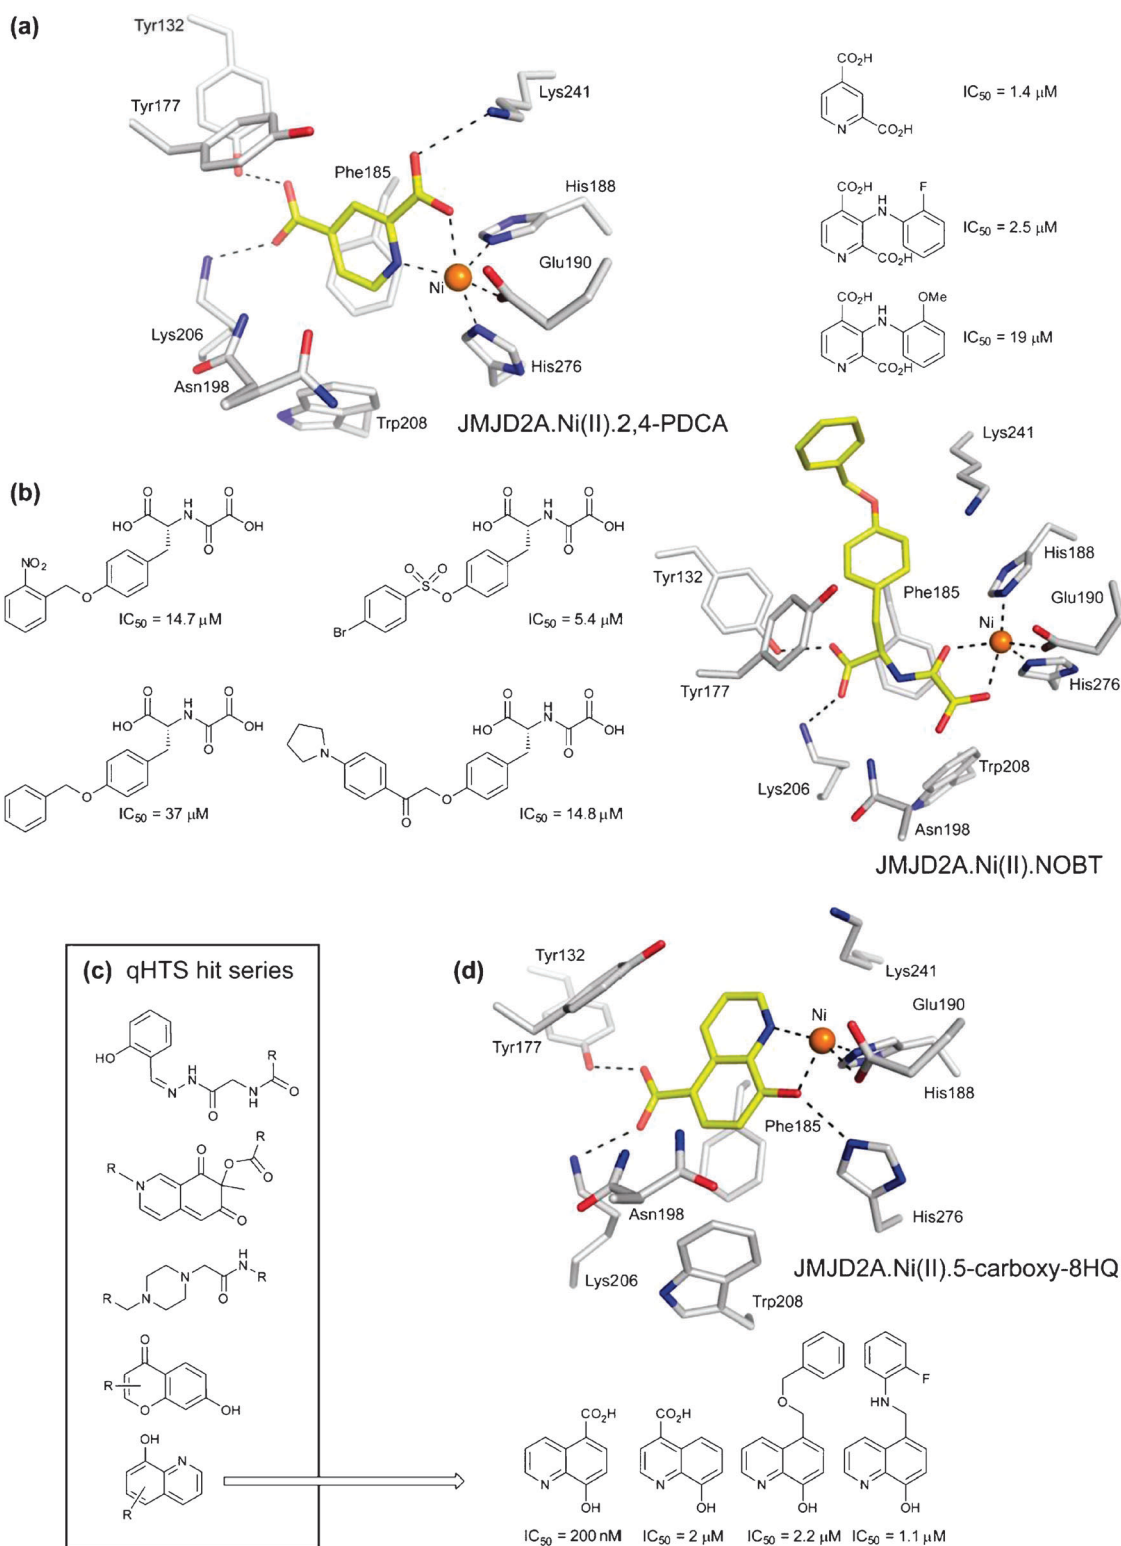 (a)
Tyr132
Tyr177
Lys241
Phe185
His188
Glu190
Ni
Lys206
Asn198
His276
Trp208
JMJD2A.Ni(II).2,4-PDCA
CO₂H
N
CO₂H
IC₅₀ = 1.4 μM
CO₂H
H
N
F
N
CO₂H
IC₅₀ = 2.5 μM
CO₂H
H
N
OMe
N
CO₂H
IC₅₀ = 19 μM
(b)
O
H
N
O
HO
OH
O
NO₂
O
IC₅₀ = 14.7 μM
O
H
N
O
HO
OH
O
O
O
S
O
Br
IC₅₀ = 5.4 μM
O
H
N
O
HO
OH
O
O
IC₅₀ = 37 μM
O
H
N
O
HO
OH
O
N
O
O
IC₅₀ = 14.8 μM
Lys241
His188
Tyr132
Phe185
Glu190
Ni
Tyr177
His276
Trp208
Lys206
Asn198
JMJD2A.Ni(II).NOBT
(c) qHTS hit series
HO
N
H
N
O
N
H
O
R
R
O
O
O
R
N
O
N
H
N
R
O
N
R
O
R
O
OH
OH
N
R
(d)
Tyr132
Lys241
Ni
Glu190
Tyr177
His188
Phe185
Asn198
His276
Lys206
JMJD2A.Ni(II).5-carboxy-8HQ
Trp208
CO₂H
N
OH
IC₅₀ = 200 nM
CO₂H
N
OH
IC₅₀ = 2 μM
O
N
OH
IC₅₀ = 2.2 μM
F
HN
N
OH
IC₅₀ = 1.1 μM